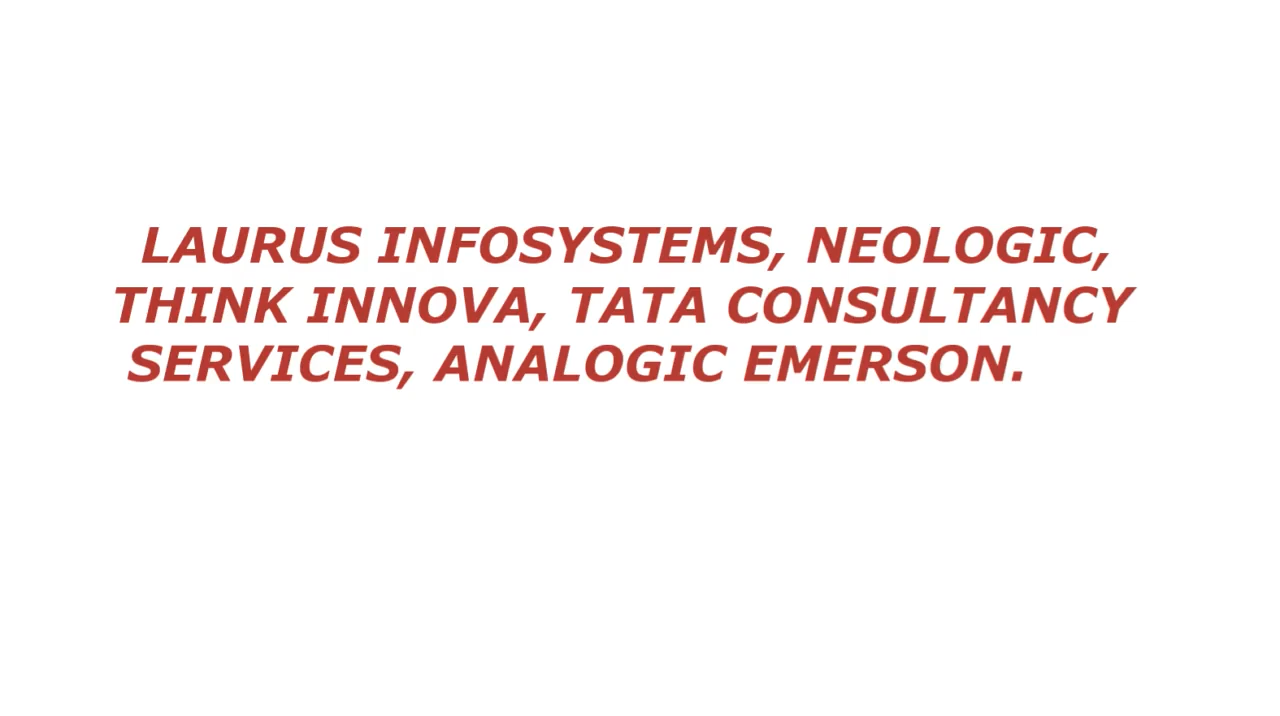 LAURUS INFOSYSTEMS, NEOLOGIC,
THINK INNOVA, TATA CONSULTANCY
SERVICES, ANALOGIC EMERSON.